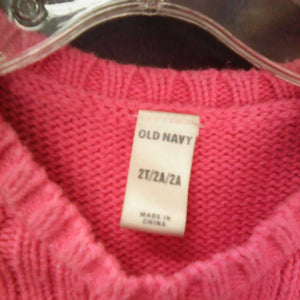 OLD NAVY
2T/2A/2A
MADE IN
CHINA